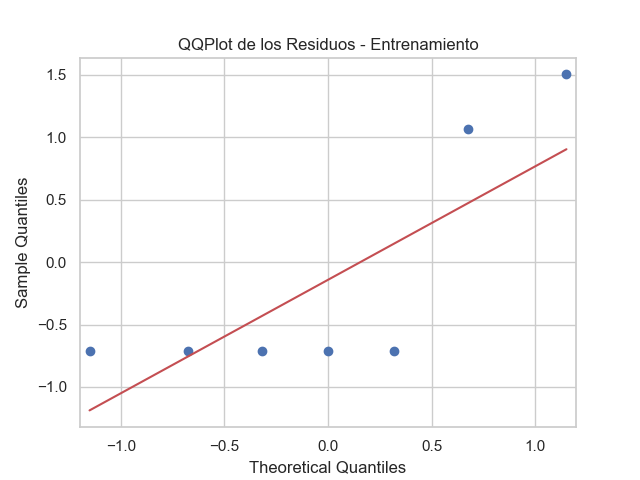 QQPlot de los Residuos - Entrenamiento
1.5
1.0
0.5
0.0
−0.5
−1.0
Sample Quantiles
−1.0 −0.5 0.0 0.5 1.0
Theoretical Quantiles